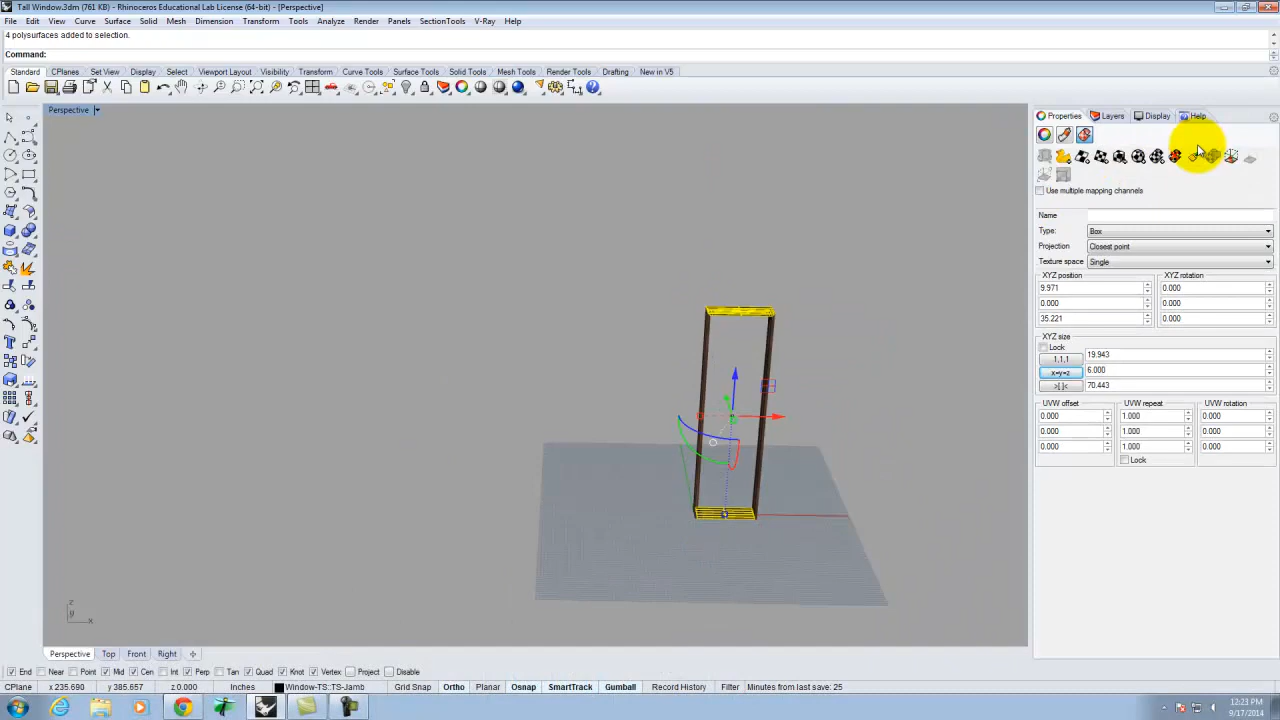 Tall Window.3dm (761 KB) - Rhinoceros Educational Lab License (64-bit) - [Perspective]
File Edit View Curve Surface Solid Mesh Dimension Transform Tools Analyze Render Panels SectionTools V-Ray Help
4 polysurfaces added to selection.
Command:
Standard CPlanes Set View Display Select Viewport Layout Visibility Transform Curve Tools Surface Tools Solid Tools Mesh Tools Render Tools Drafting New in V5
Perspective
Properties Layers Display Help
Use multiple mapping channels
Name
Type: Box
Projection Closest point
Texture space Single
XYZ position XYZ rotation
9.971 0.000
0.000 0.000
35.221 0.000
XYZ size
Lock
1,1,1 19.943
x=y=z 6.000
>[ ]< 70.443
UVW offset UVW repeat UVW rotation
0.000 1.000 0.000
0.000 1.000 0.000
0.000 1.000 0.000
Lock
z
y
x
Perspective Top Front Right
End Near Point Mid Cen Int Perp Tan Quad Knot Vertex Project Disable
CPlane x 235.690 y 385.657 z 0.000 Inches Window-TS::TS-Jamb Grid Snap Ortho Planar Osnap SmartTrack Gumball Record History Filter Minutes from last save: 25
12:23 PM
9/17/2014